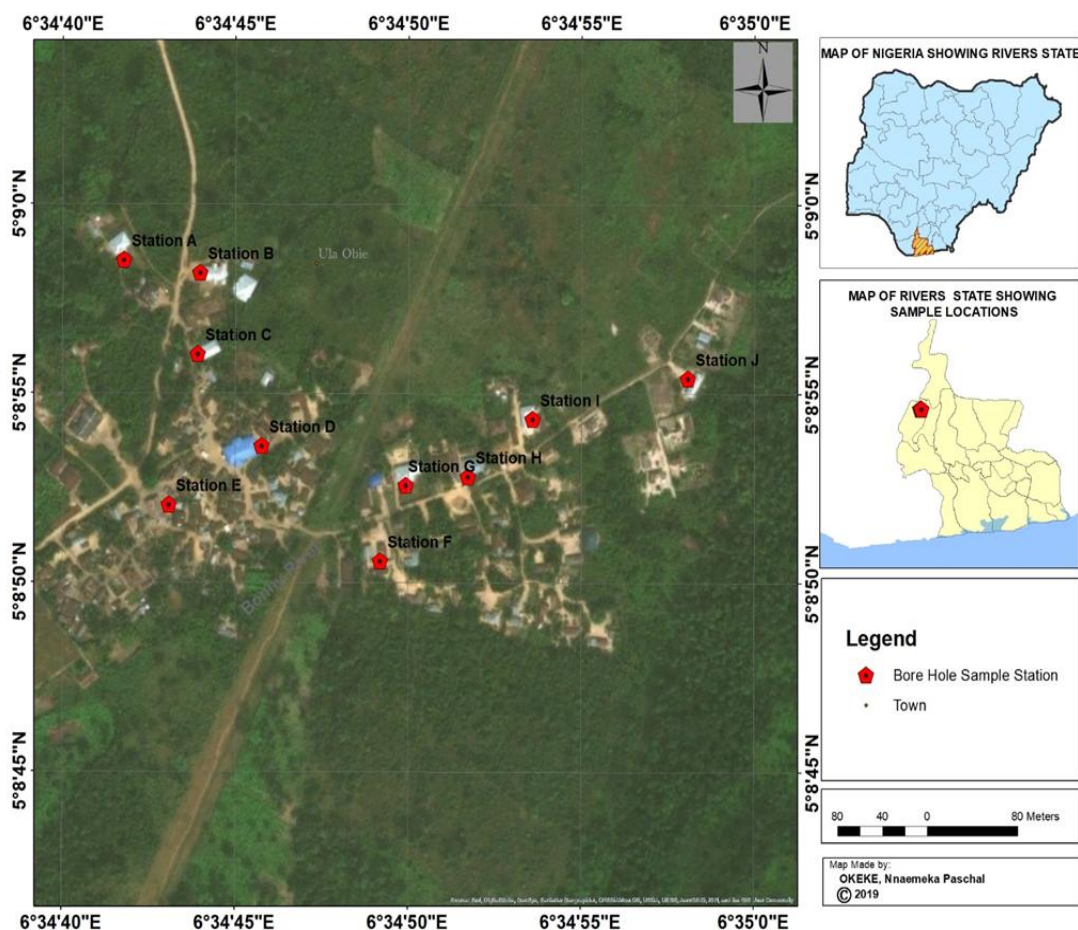 6°34'40"E 6°34'45"E 6°34'50"E 6°34'55"E 6°35'0"E
N
MAP OF NIGERIA SHOWING RIVERS STATE
5°9'0"N
5°9'0"N
Station A
Station B
Ula Obie
Station C
Station J
5°8'55"N
5°8'55"N
Station I
Station D
Station G
Station H
Station E
Station F
5°8'50"N
5°8'50"N
5°8'45"N
5°8'45"N
6°34'40"E 6°34'45"E 6°34'50"E 6°34'55"E 6°35'0"E
MAP OF RIVERS STATE SHOWING
SAMPLE LOCATIONS
Legend
Bore Hole Sample Station
Town
80 40 0 80 Meters
Map Made by:
OKEKE, Nnaemeka Paschal
© 2019